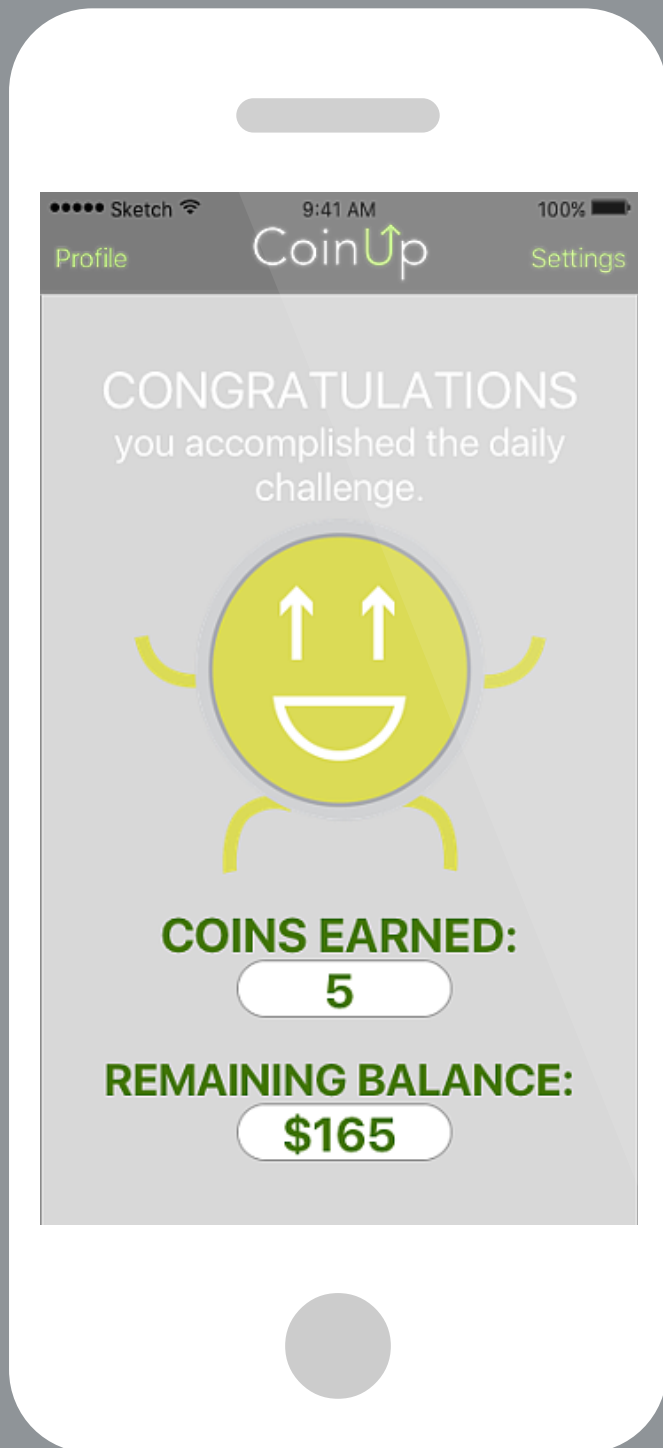 Sketch 9:41 AM 100%
Profile CoinUp Settings
CONGRATULATIONS
you accomplished the daily
challenge.
COINS EARNED:
5
REMAINING BALANCE:
$165